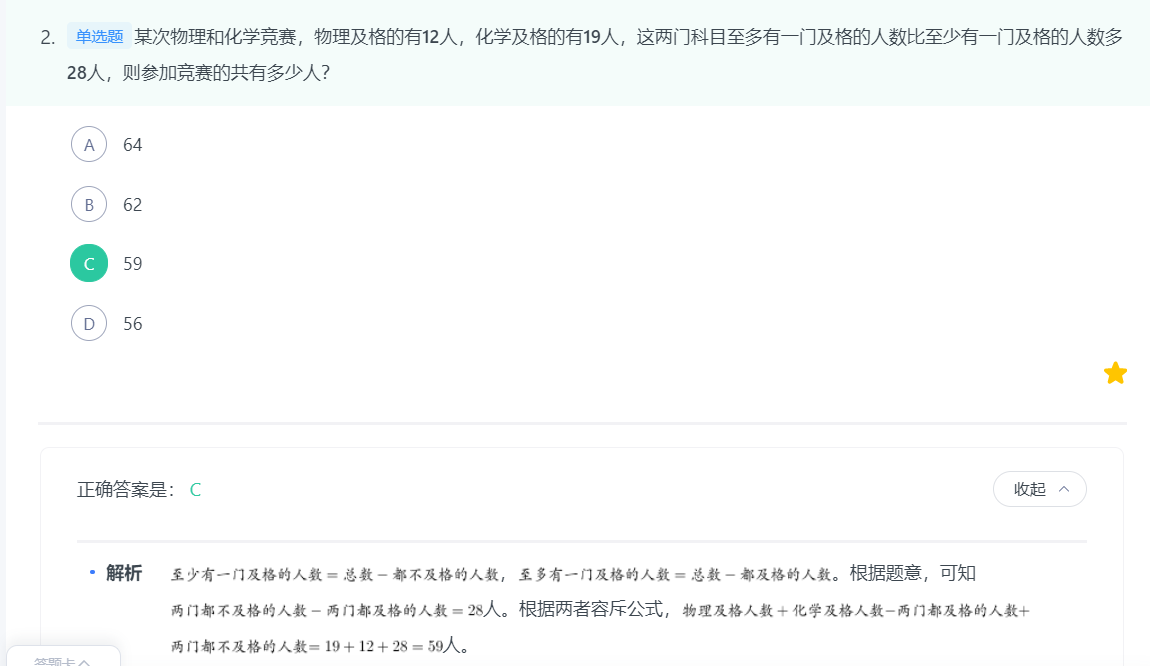 2. 单选题 某次物理和化学竞赛，物理及格的有12人，化学及格的有19人，这两门科目至多有一门及格的人数比至少有一门及格的人数多
28人，则参加竞赛的共有多少人？
A 64
B 62
C 59
D 56
正确答案是： C 收起
• 解析 至少有一门及格的人数 = 总数 − 都不及格的人数，至多有一门及格的人数 = 总数 − 都及格的人数。根据题意，可知
两门都不及格的人数 − 两门都及格的人数 = 28人。根据两者容斥公式，物理及格人数 + 化学及格人数−两门都及格的人数+
两门都不及格的人数= 19 + 12 + 28 = 59人。
答题卡